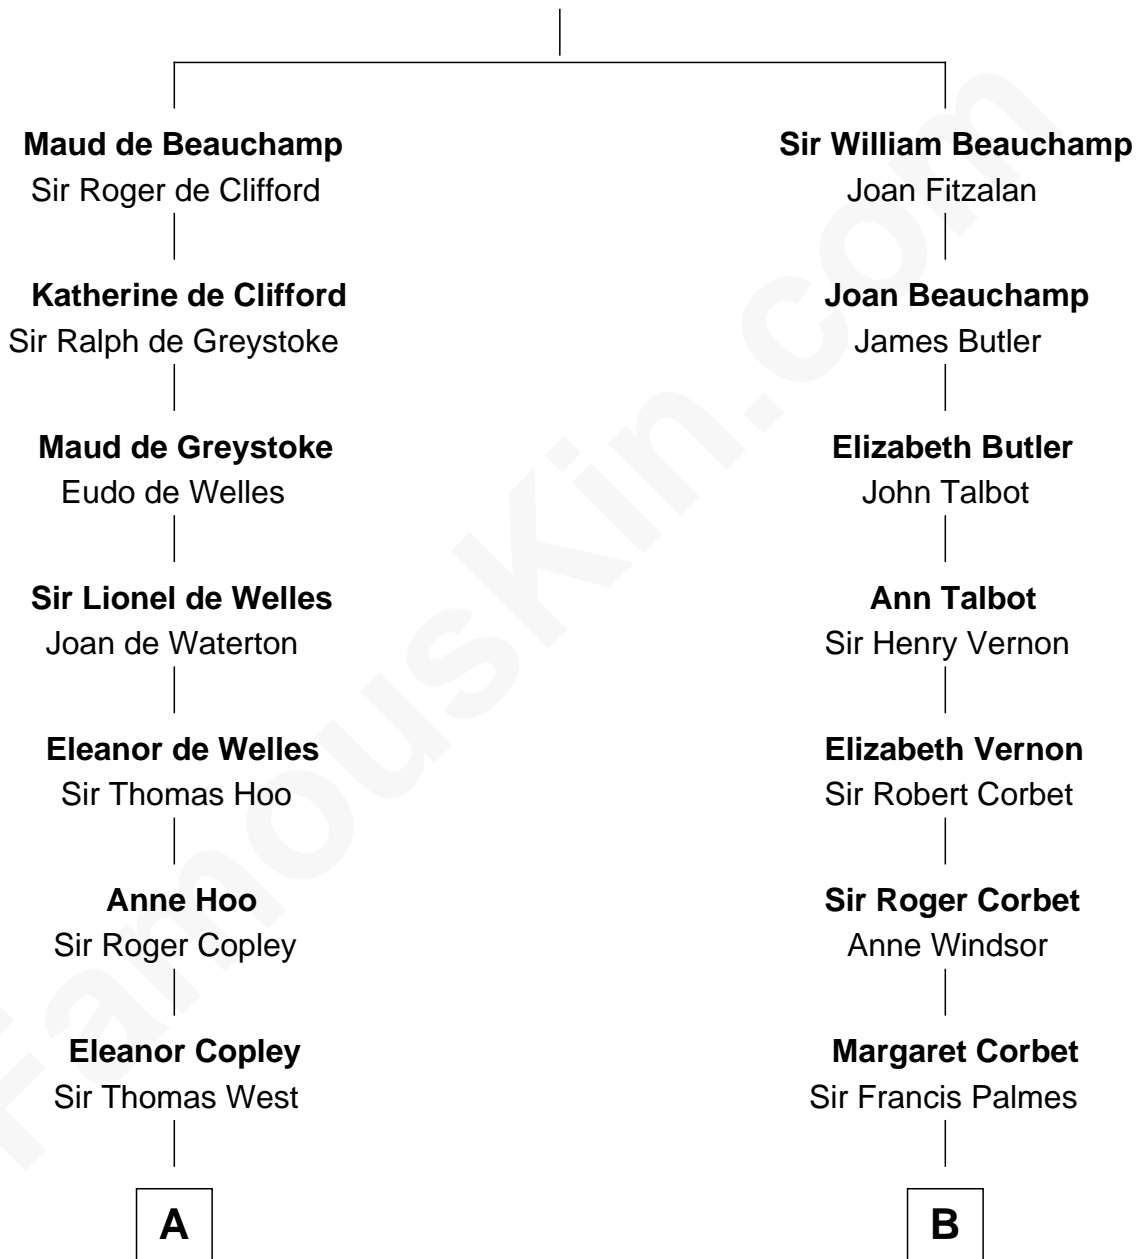 Maud de Beauchamp
Sir Roger de Clifford
Katherine de Clifford
Sir Ralph de Greystoke
Maud de Greystoke
Eudo de Welles
Sir Lionel de Welles
Joan de Waterton
Eleanor de Welles
Sir Thomas Hoo
Anne Hoo
Sir Roger Copley
Eleanor Copley
Sir Thomas West
A
Sir William Beauchamp
Joan Fitzalan
Joan Beauchamp
James Butler
Elizabeth Butler
John Talbot
Ann Talbot
Sir Henry Vernon
Elizabeth Vernon
Sir Robert Corbet
Sir Roger Corbet
Anne Windsor
Margaret Corbet
Sir Francis Palmes
B
FamousKin.com